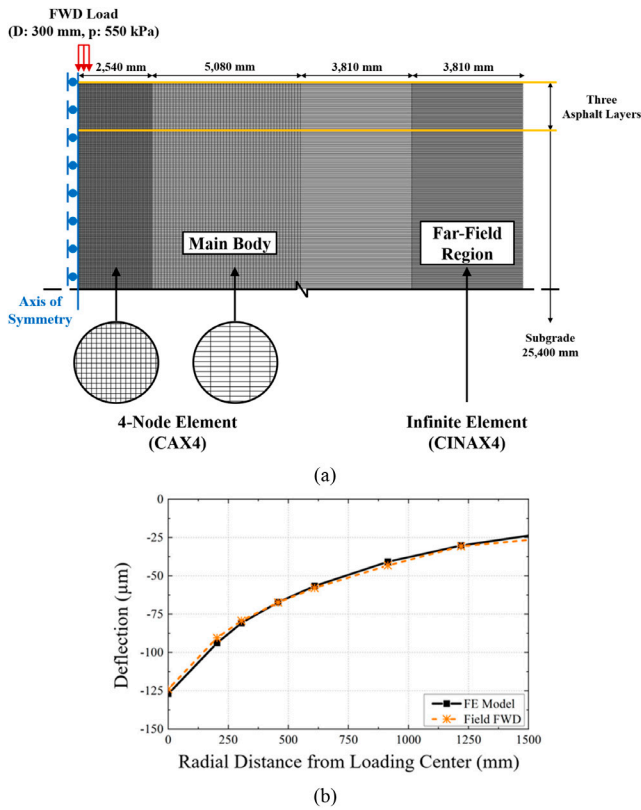 FWD Load
(D: 300 mm, p: 550 kPa)
2,540 mm
5,080 mm
3,810 mm
3,810 mm
Three
Asphalt Layers
Main Body
Far-Field
Region
Axis of
Symmetry
Subgrade
25,400 mm
4-Node Element
(CAX4)
Infinite Element
(CINAX4)
(a)
0
-25
-50
-75
-100
-125
-150
Deflection (µm)
FE Model
Field FWD
0 250 500 750 1000 1250 1500
Radial Distance from Loading Center (mm)
(b)